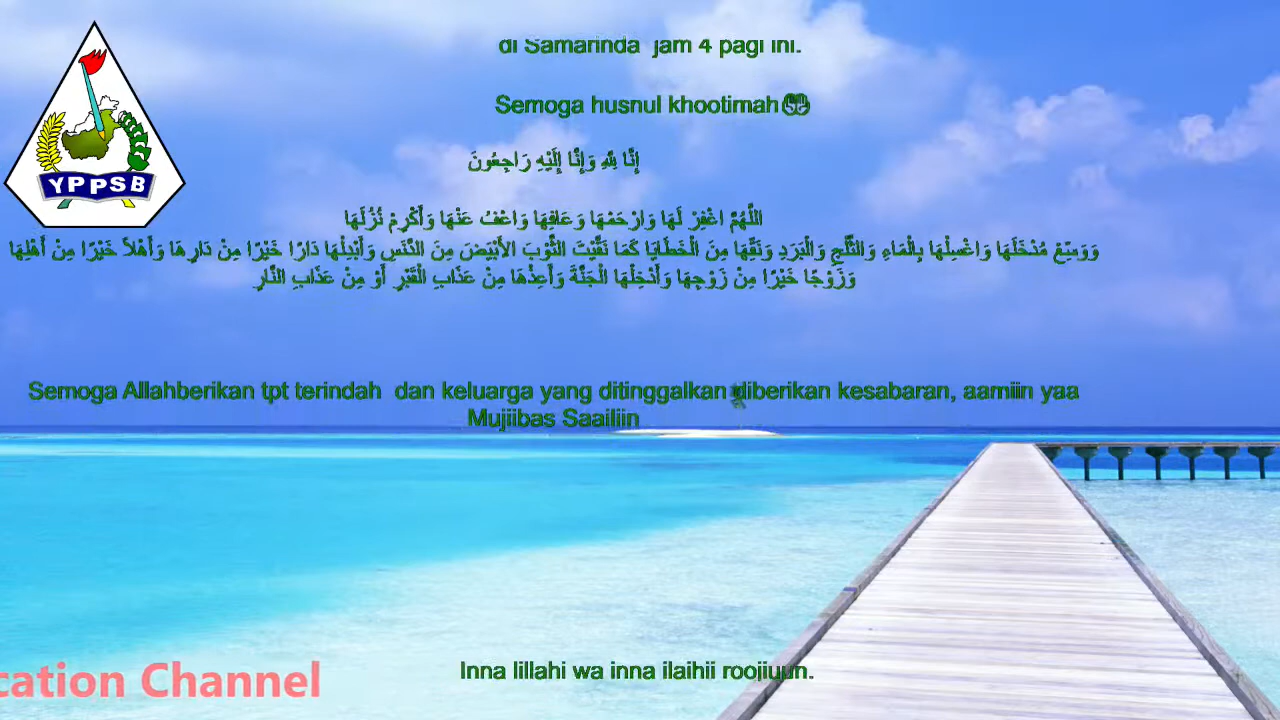 di Samarinda  jam 4 pagi ini.
Semoga husnul khootimah
إِنَّا لِلَّهِ وَإِنَّا إِلَيْهِ رَاجِعُونَ
اللَّهُمَّ اغْفِرْ لَهَا وَارْحَمْهَا وَعَافِهَا وَاعْفُ عَنْهَا وَأَكْرِمْ نُزُلَهَا
وَوَسِّعْ مُدْخَلَهَا وَاغْسِلْهَا بِالْمَاءِ وَالثَّلْجِ وَالْبَرَدِ وَنَقِّهَا مِنَ الْخَطَايَا كَمَا نَقَّيْتَ الثَّوْبَ الأَبْيَضَ مِنَ الدَّنَسِ وَأَبْدِلْهَا دَارًا خَيْرًا مِنْ دَارِهَا وَأَهْلاً خَيْرًا مِنْ أَهْلِهَا
وَزَوْجًا خَيْرًا مِنْ زَوْجِهَا وَأَدْخِلْهَا الْجَنَّةَ وَأَعِذْهَا مِنْ عَذَابِ الْقَبْرِ أَوْ مِنْ عَذَابِ النَّارِ
Semoga Allahberikan tpt terindah  dan keluarga yang ditinggalkan diberikan kesabaran, aamiin yaa
Mujiibas Saailiin
Inna lillahi wa inna ilaihii roojiuun.
YPPSB
cation Channel